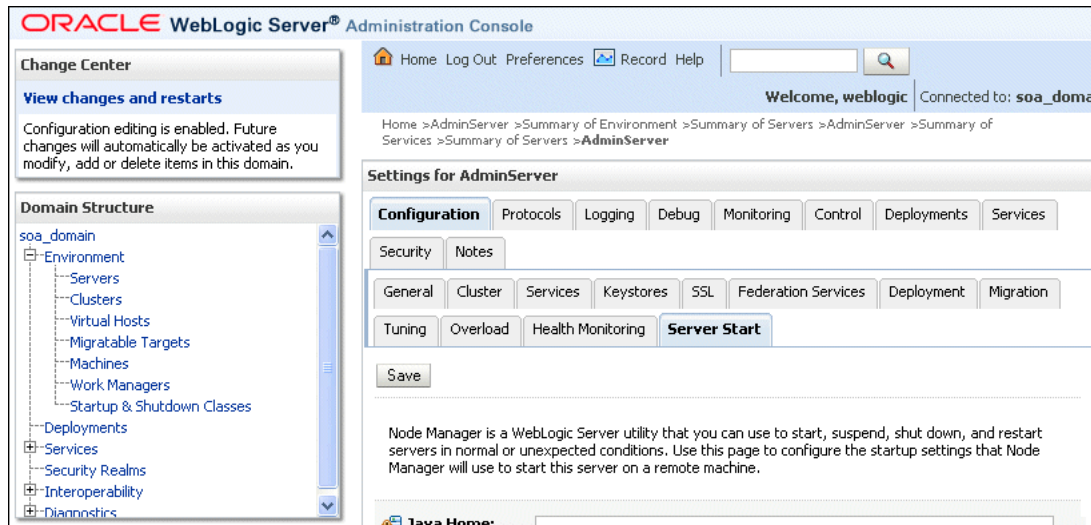 ORACLE WebLogic Server® Administration Console
Change Center
View changes and restarts
Configuration editing is enabled. Future
changes will automatically be activated as you
modify, add or delete items in this domain.
Domain Structure
soa_domain
Environment
Servers
Clusters
Virtual Hosts
Migratable Targets
Machines
Work Managers
Startup & Shutdown Classes
Deployments
Services
Security Realms
Interoperability
Diagnostics
Home Log Out Preferences Record Help
Welcome, weblogic Connected to: soa_doma
Home >AdminServer >Summary of Environment >Summary of Servers >AdminServer >Summary of
Services >Summary of Servers >AdminServer
Settings for AdminServer
Configuration Protocols Logging Debug Monitoring Control Deployments Services
Security Notes
General Cluster Services Keystores SSL Federation Services Deployment Migration
Tuning Overload Health Monitoring Server Start
Save
Node Manager is a WebLogic Server utility that you can use to start, suspend, shut down, and restart
servers in normal or unexpected conditions. Use this page to configure the startup settings that Node
Manager will use to start this server on a remote machine.
Java Home: